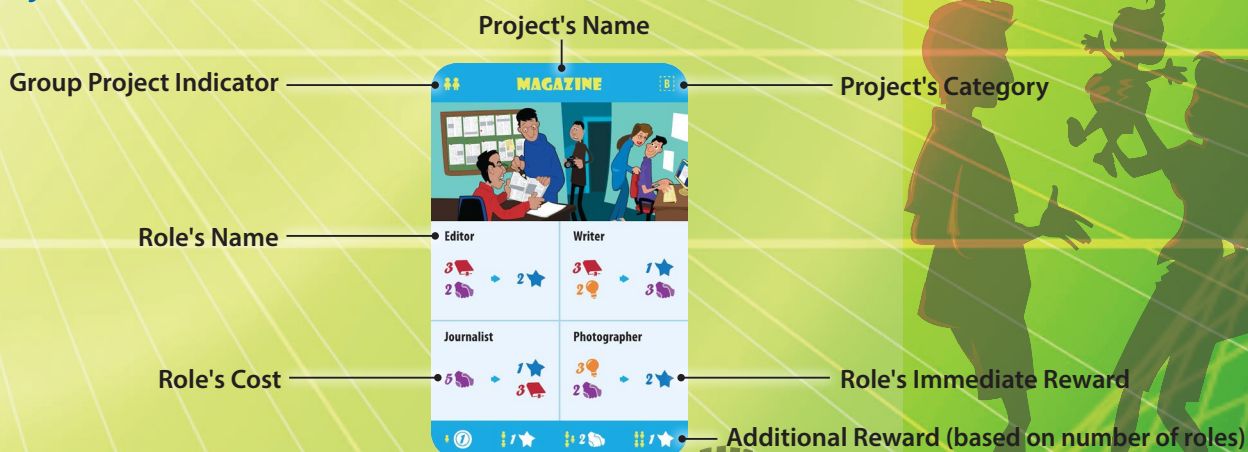 Project's Name
Group Project Indicator
MAGAZINE
B
Project's Category
Role's Name
Editor
Writer
3
2
2
3
2
1
3
Journalist
Photographer
Role's Cost
5
1
3
3
2
2
Role's Immediate Reward
1
1
2
1
Additional Reward (based on number of roles)